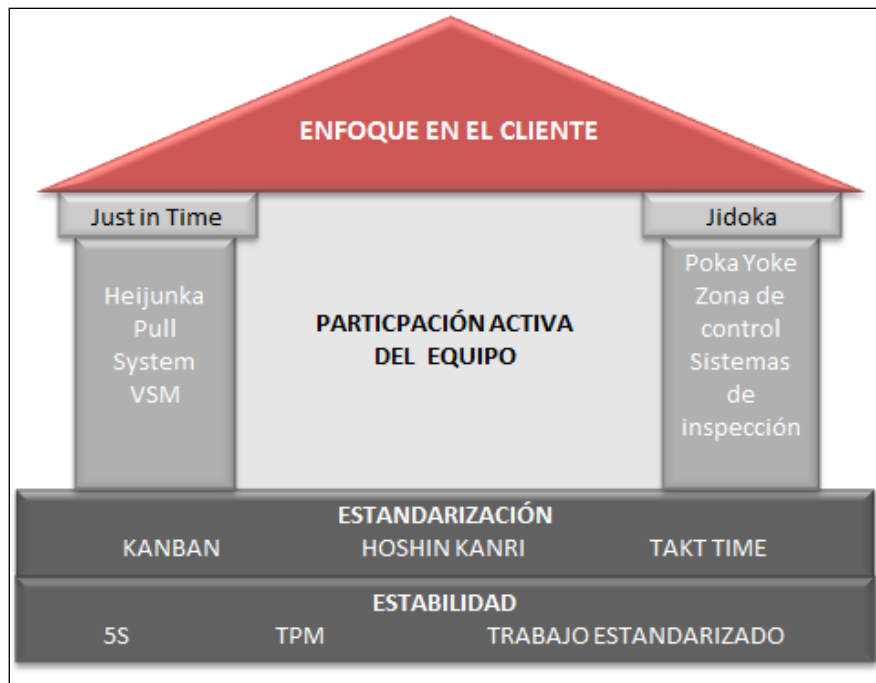 ENFOQUE EN EL CLIENTE
Just in Time
Heijunka
Pull
System
VSM
PARTICPACIÓN ACTIVA
DEL EQUIPO
Jidoka
Poka Yoke
Zona de
control
Sistemas
de
inspección
ESTANDARIZACIÓN
KANBAN HOSHIN KANRI TAKT TIME
ESTABILIDAD
5S TPM TRABAJO ESTANDARIZADO